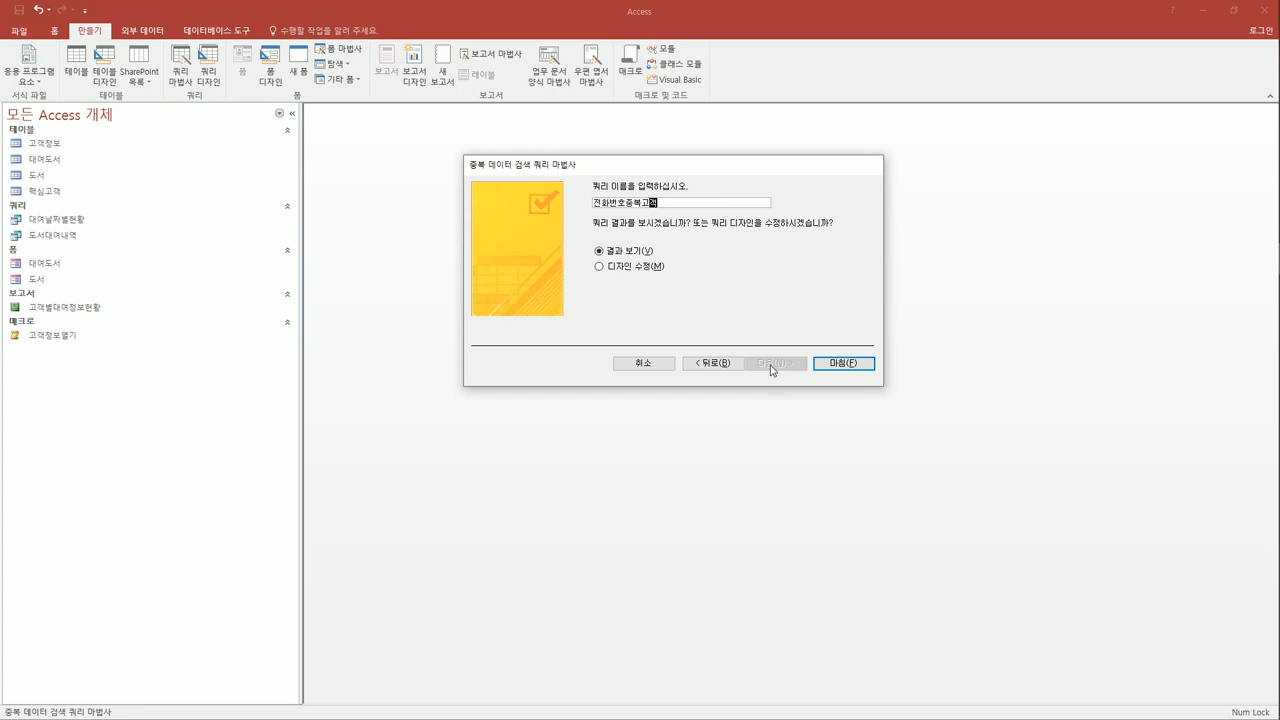 Access
파일 홈 만들기 외부 데이터 데이터베이스 도구 수행할 작업을 알려 주세요. 로그인
응용 프로그램 요소
서식 파일
테이블
테이블 디자인
SharePoint 목록
테이블
쿼리 마법사
쿼리 디자인
쿼리
폼
폼 디자인
새 폼
폼 마법사
탐색
기타 폼
폼
보고서
보고서 디자인
새 보고서
보고서 마법사
레이블
업무 문서 양식 마법사
우편 엽서 마법사
보고서
매크로
모듈
클래스 모듈
Visual Basic
매크로 및 코드
모든 Access 개체
테이블
고객정보
대여도서
도서
핵심고객
쿼리
대여날짜별현황
도서대여내역
폼
대여도서
도서
보고서
고객별대여정보현황
매크로
고객정보열기
중복 데이터 검색 쿼리 마법사
쿼리 이름을 입력하십시오.
전화번호중복고객
쿼리 결과를 보시겠습니까? 또는 쿼리 디자인을 수정하시겠습니까?
결과 보기(V)
디자인 수정(M)
취소 < 뒤로(B) 마침(F)
중복 데이터 검색 쿼리 마법사 Num Lock